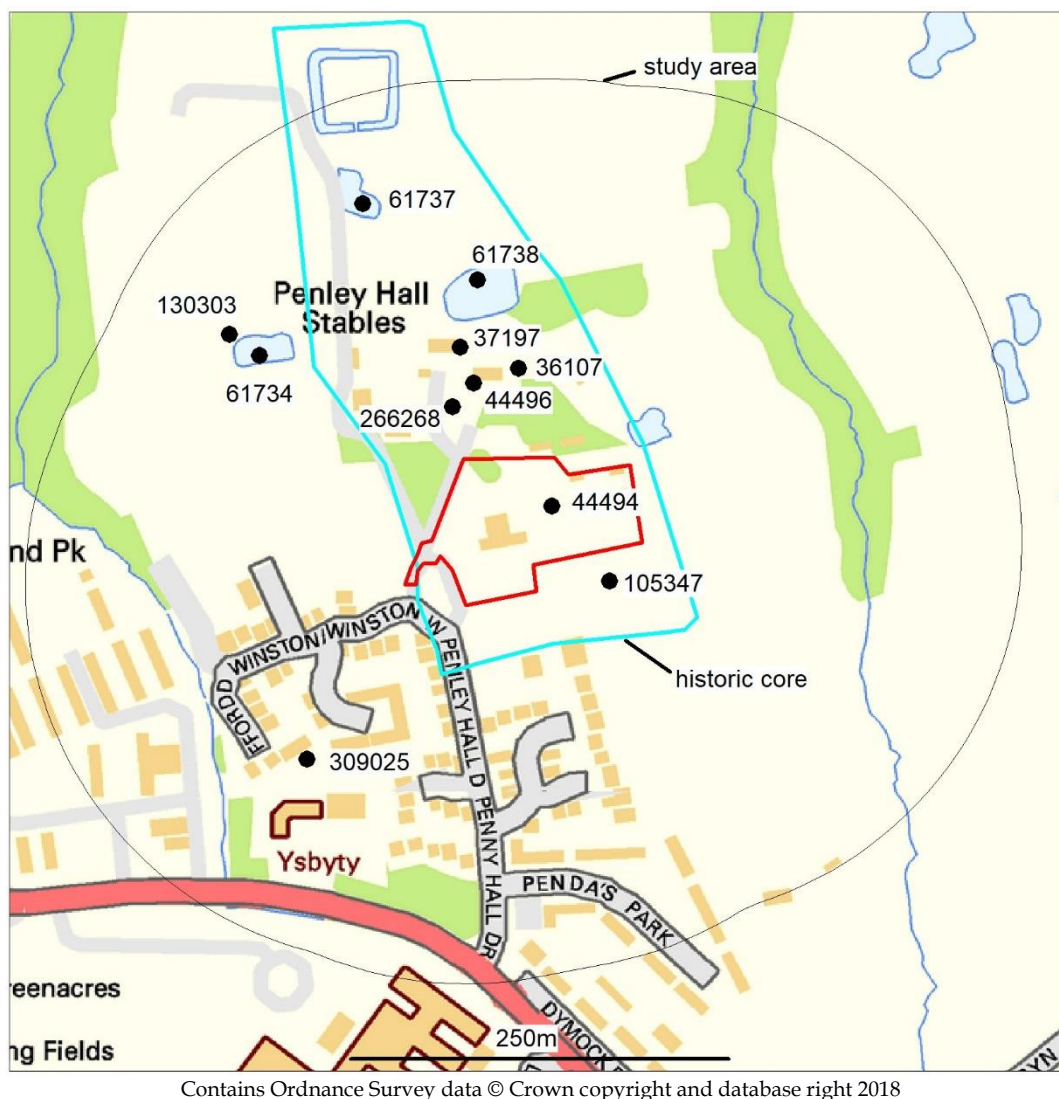 study area
61737
61738
Penley Hall
Stables
130303
37197
36107
61734
44496
266268
44494
nd Pk
105347
FFORDD WINSTON/WINSTON W
PENLEY HALL D PENNY HALL DR
historic core
309025
Ysbyty
PENDA'S PARK
reenacres
250m
DYMOCK
ng Fields
YN
Contains Ordnance Survey data © Crown copyright and database right 2018